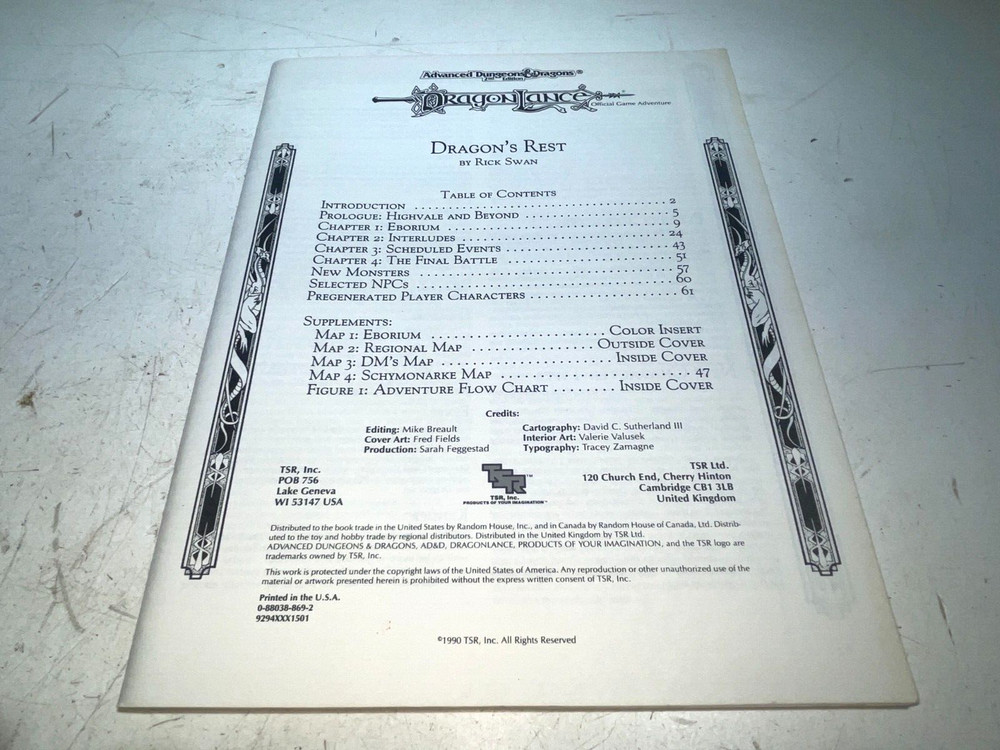 Advanced Dungeons & Dragons®
2nd Edition
DRAGONLANCE®
Official Game Adventure
DRAGON'S REST
BY RICK SWAN
TABLE OF CONTENTS
INTRODUCTION . . . . . . . . . . 2
PROLOGUE: HIGHVALE AND BEYOND . . . . . . . . . . 5
CHAPTER 1: EBORIUM . . . . . . . . . . 9
CHAPTER 2: INTERLUDES . . . . . . . . . . 24
CHAPTER 3: SCHEDULED EVENTS . . . . . . . . . . 43
CHAPTER 4: THE FINAL BATTLE . . . . . . . . . . 51
NEW MONSTERS . . . . . . . . . . 57
SELECTED NPCS . . . . . . . . . . 60
PREGENERATED PLAYER CHARACTERS . . . . . . . . . . 61
SUPPLEMENTS:
MAP 1: EBORIUM . . . . . . . . . . COLOR INSERT
MAP 2: REGIONAL MAP . . . . . . . . . . OUTSIDE COVER
MAP 3: DM'S MAP . . . . . . . . . . INSIDE COVER
MAP 4: SCHYMONARKE MAP . . . . . . . . . . 47
FIGURE 1: ADVENTURE FLOW CHART . . . . . . . . INSIDE COVER
Credits:
Editing: Mike Breault
Cover Art: Fred Fields
Production: Sarah Feggestad
Cartography: David C. Sutherland III
Interior Art: Valerie Valusek
Typography: Tracey Zamagne
TSR, Inc.
POB 756
Lake Geneva
WI 53147 USA
TSR™
TSR, Inc.
PRODUCTS OF YOUR IMAGINATION™
TSR Ltd.
120 Church End, Cherry Hinton
Cambridge CB1 3LB
United Kingdom
Distributed to the book trade in the United States by Random House, Inc., and in Canada by Random House of Canada, Ltd. Distrib-
uted to the toy and hobby trade by regional distributors. Distributed in the United Kingdom by TSR Ltd.
ADVANCED DUNGEONS & DRAGONS, AD&D, DRAGONLANCE, PRODUCTS OF YOUR IMAGINATION, and the TSR logo are
trademarks owned by TSR, Inc.
This work is protected under the copyright laws of the United States of America. Any reproduction or other unauthorized use of the
material or artwork presented herein is prohibited without the express written consent of TSR, Inc.
Printed in the U.S.A.
0-88038-869-2
9294XXX1501
©1990 TSR, Inc. All Rights Reserved